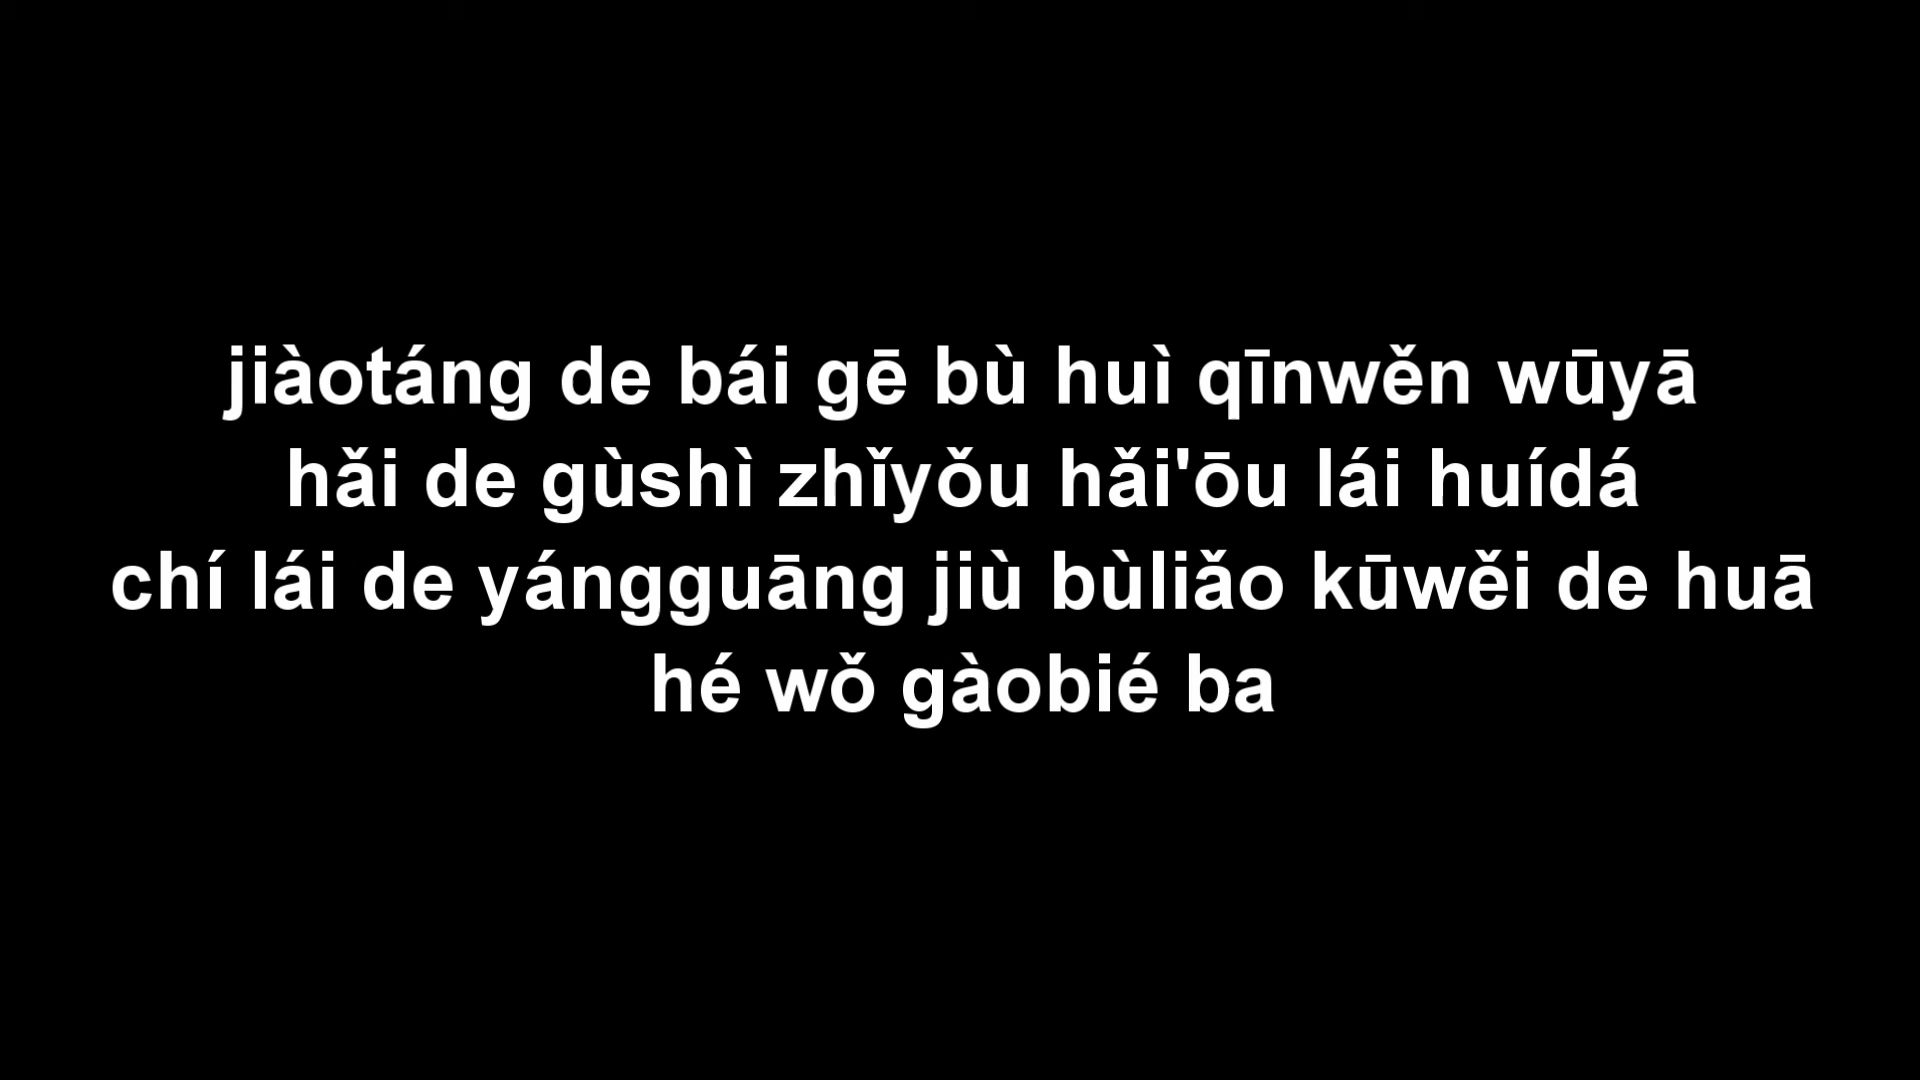 jiàotáng de bái gē bù huì qīnwěn wūyā
hǎi de gùshì zhǐyǒu hǎi'ōu lái huídá
chí lái de yángguāng jiù bùliǎo kūwěi de huā
hé wǒ gàobié ba